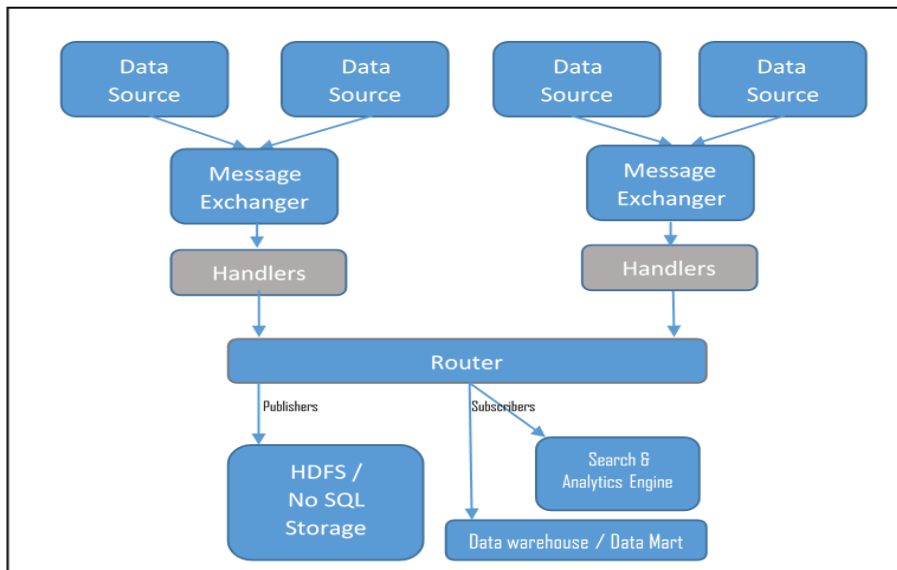 Data
Source
Data
Source
Data
Source
Data
Source
Message
Exchanger
Message
Exchanger
Handlers
Handlers
Router
Publishers
Subscribers
HDFS /
No SQL
Storage
Search &
Analytics Engine
Data warehouse / Data Mart